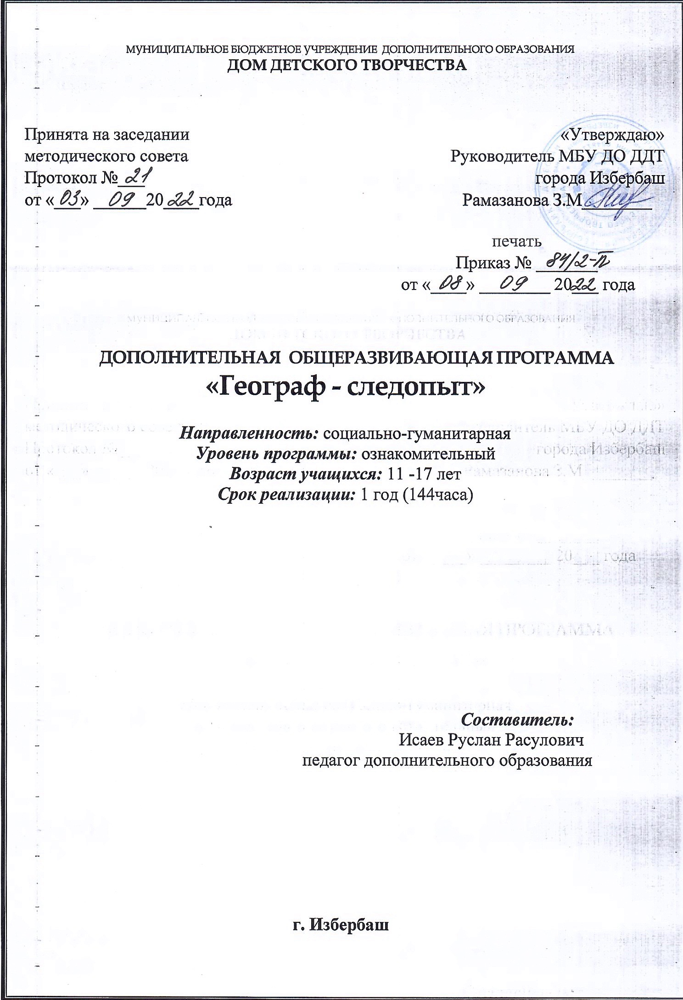 МУНИЦИПАЛЬНОЕ БЮДЖЕТНОЕ УЧРЕЖДЕНИЕ ДОПОЛНИТЕЛЬНОГО ОБРАЗОВАНИЯ
ДОМ ДЕТСКОГО ТВОРЧЕСТВА
Принята на заседании
методического совета
Протокол № 21
от «03» 09 2022 года
«Утверждаю»
Руководитель МБУ ДО ДДТ
города Избербаш
Рамазанова З.М
печать
Приказ № 84/2-П
от «08» 09 2022 года
ДОПОЛНИТЕЛЬНАЯ ОБЩЕРАЗВИВАЮЩАЯ ПРОГРАММА
«Географ - следопыт»
Направленность: социально-гуманитарная
Уровень программы: ознакомительный
Возраст учащихся: 11 -17 лет
Срок реализации: 1 год (144часа)
Составитель:
Исаев Руслан Расулович
педагог дополнительного образования
г. Избербаш